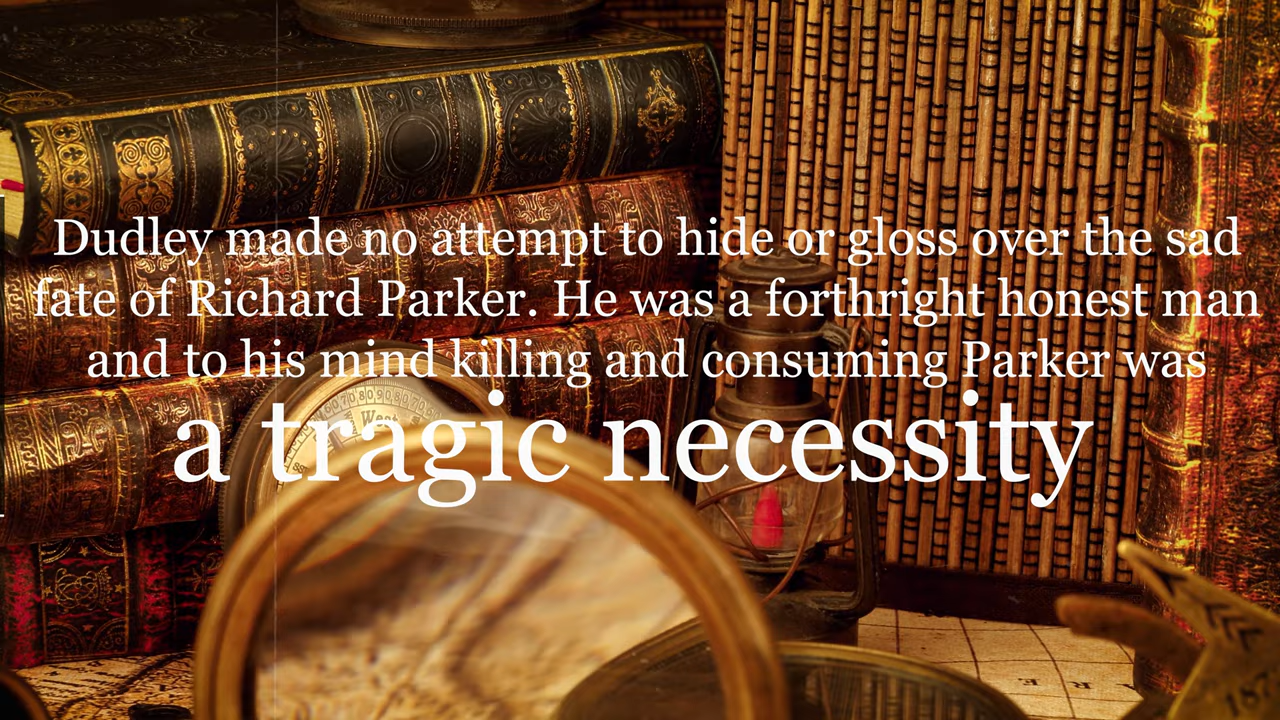 Dudley made no attempt to hide or gloss over the sad
fate of Richard Parker. He was a forthright honest man
and to his mind killing and consuming Parker was
a tragic necessity